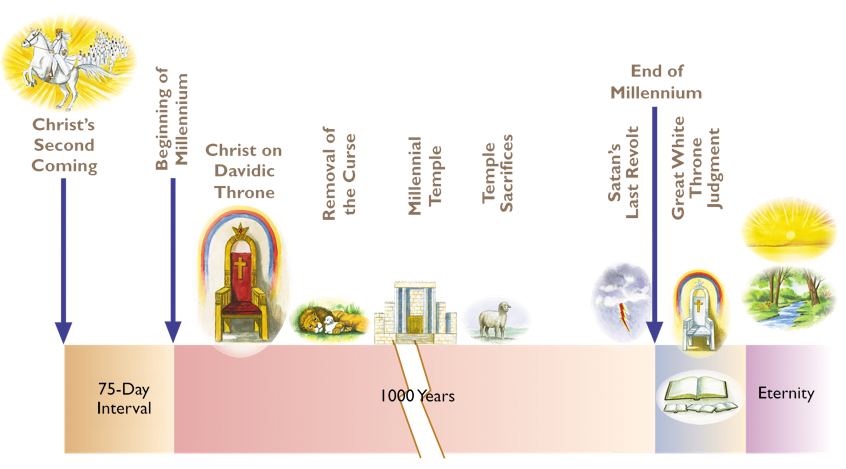 Christ's
Second
Coming
Beginning of
Millennium
Christ on
Davidic
Throne
Removal of
the Curse
Millennial
Temple
Temple
Sacrifices
Satan's
Last Revolt
End of
Millennium
Great White
Throne
Judgment
75-Day
Interval
1000 Years
Eternity